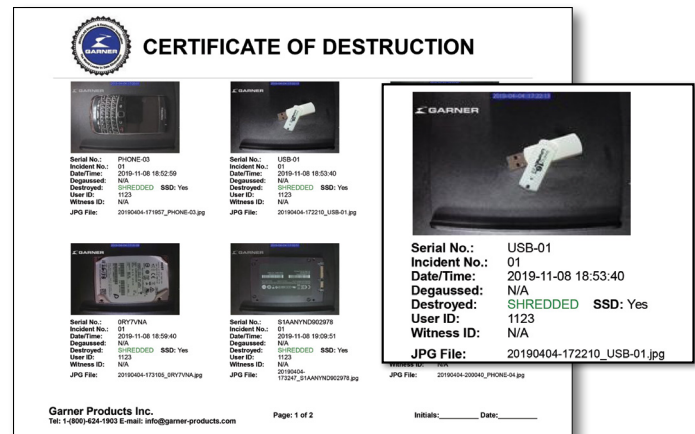 GARNER
CERTIFICATE OF DESTRUCTION
GARNER
Serial No.: PHONE-03
Incident No.: 01
Date/Time: 2019-11-08 18:52:59
Degaussed: N/A
Destroyed: SHREDDED SSD: Yes
User ID: 1123
Witness ID: N/A
JPG File: 20190404-171957_PHONE-03.jpg
GARNER
Serial No.: USB-01
Incident No.: 01
Date/Time: 2019-11-08 18:53:40
Degaussed: N/A
Destroyed: SHREDDED SSD: Yes
User ID: 1123
Witness ID: N/A
JPG File: 20190404-172210_USB-01.jpg
GARNER
Serial No.: USB-01
Incident No.: 01
Date/Time: 2019-11-08 18:53:40
Degaussed: N/A
Destroyed: SHREDDED SSD: Yes
User ID: 1123
Witness ID: N/A
JPG File: 20190404-172210_USB-01.jpg
Serial No.: 0RY7VNA
Incident No.: 01
Date/Time: 2019-11-08 18:59:40
Degaussed: N/A
Destroyed: SHREDDED SSD: Yes
User ID: 1123
Witness ID: N/A
JPG File: 20190404-173105_0RY7VNA.jpg
Serial No.: S1AANYND902978
Incident No.: 01
Date/Time: 2019-11-08 19:09:51
Degaussed: N/A
Destroyed: SHREDDED SSD: Yes
User ID: 1123
Witness ID: N/A
JPG File: 20190404-
173247_S1AANYND902978.jpg
Witness ID: N/A
JPG File: 20190404-200040_PHONE-04.jpg
Garner Products Inc.
Tel: 1-(800)-624-1903 E-mail: info@garner-products.com
Page: 1 of 2
Initials:________ Date:________